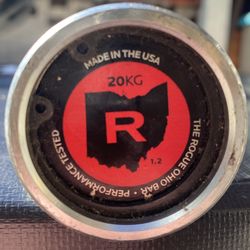 MADE IN THE USA
20KG
R
1.2
THE ROGUE OHIO BAR • PERFORMANCE TESTED